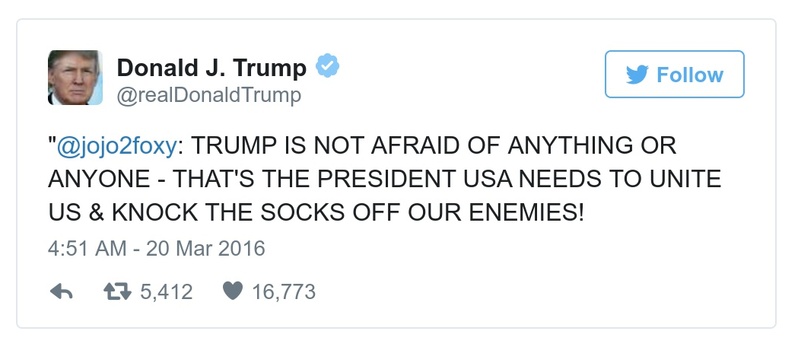 Donald J. Trump
@realDonaldTrump
Follow
"@jojo2foxy: TRUMP IS NOT AFRAID OF ANYTHING OR
ANYONE - THAT'S THE PRESIDENT USA NEEDS TO UNITE
US & KNOCK THE SOCKS OFF OUR ENEMIES!
4:51 AM - 20 Mar 2016
5,412 16,773